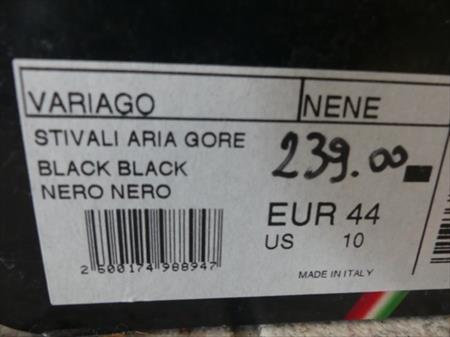 VARIAGO NENE
STIVALI ARIA GORE
239.00
BLACK BLACK
NERO NERO
EUR 44
US 10
2 500174 988947
MADE IN ITALY